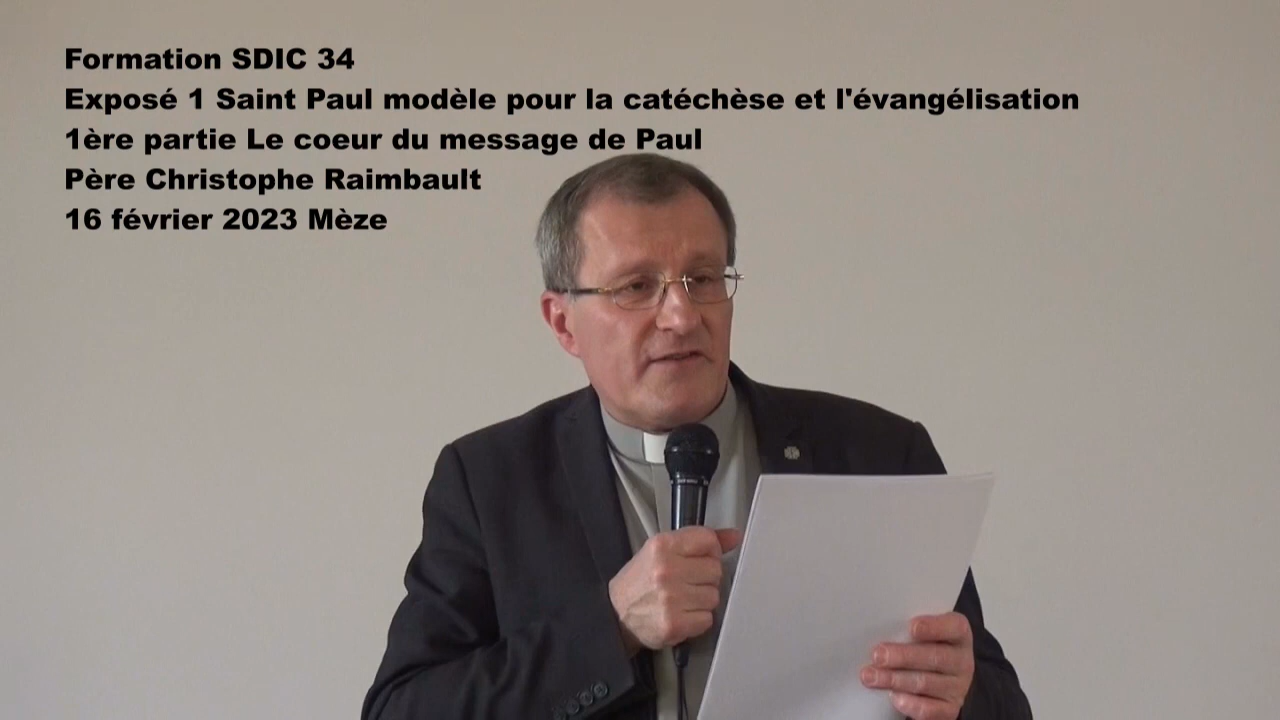 Formation SDIC 34
Exposé 1 Saint Paul modèle pour la catéchèse et l'évangélisation
1ère partie Le coeur du message de Paul
Père Christophe Raimbault
16 février 2023 Mèze